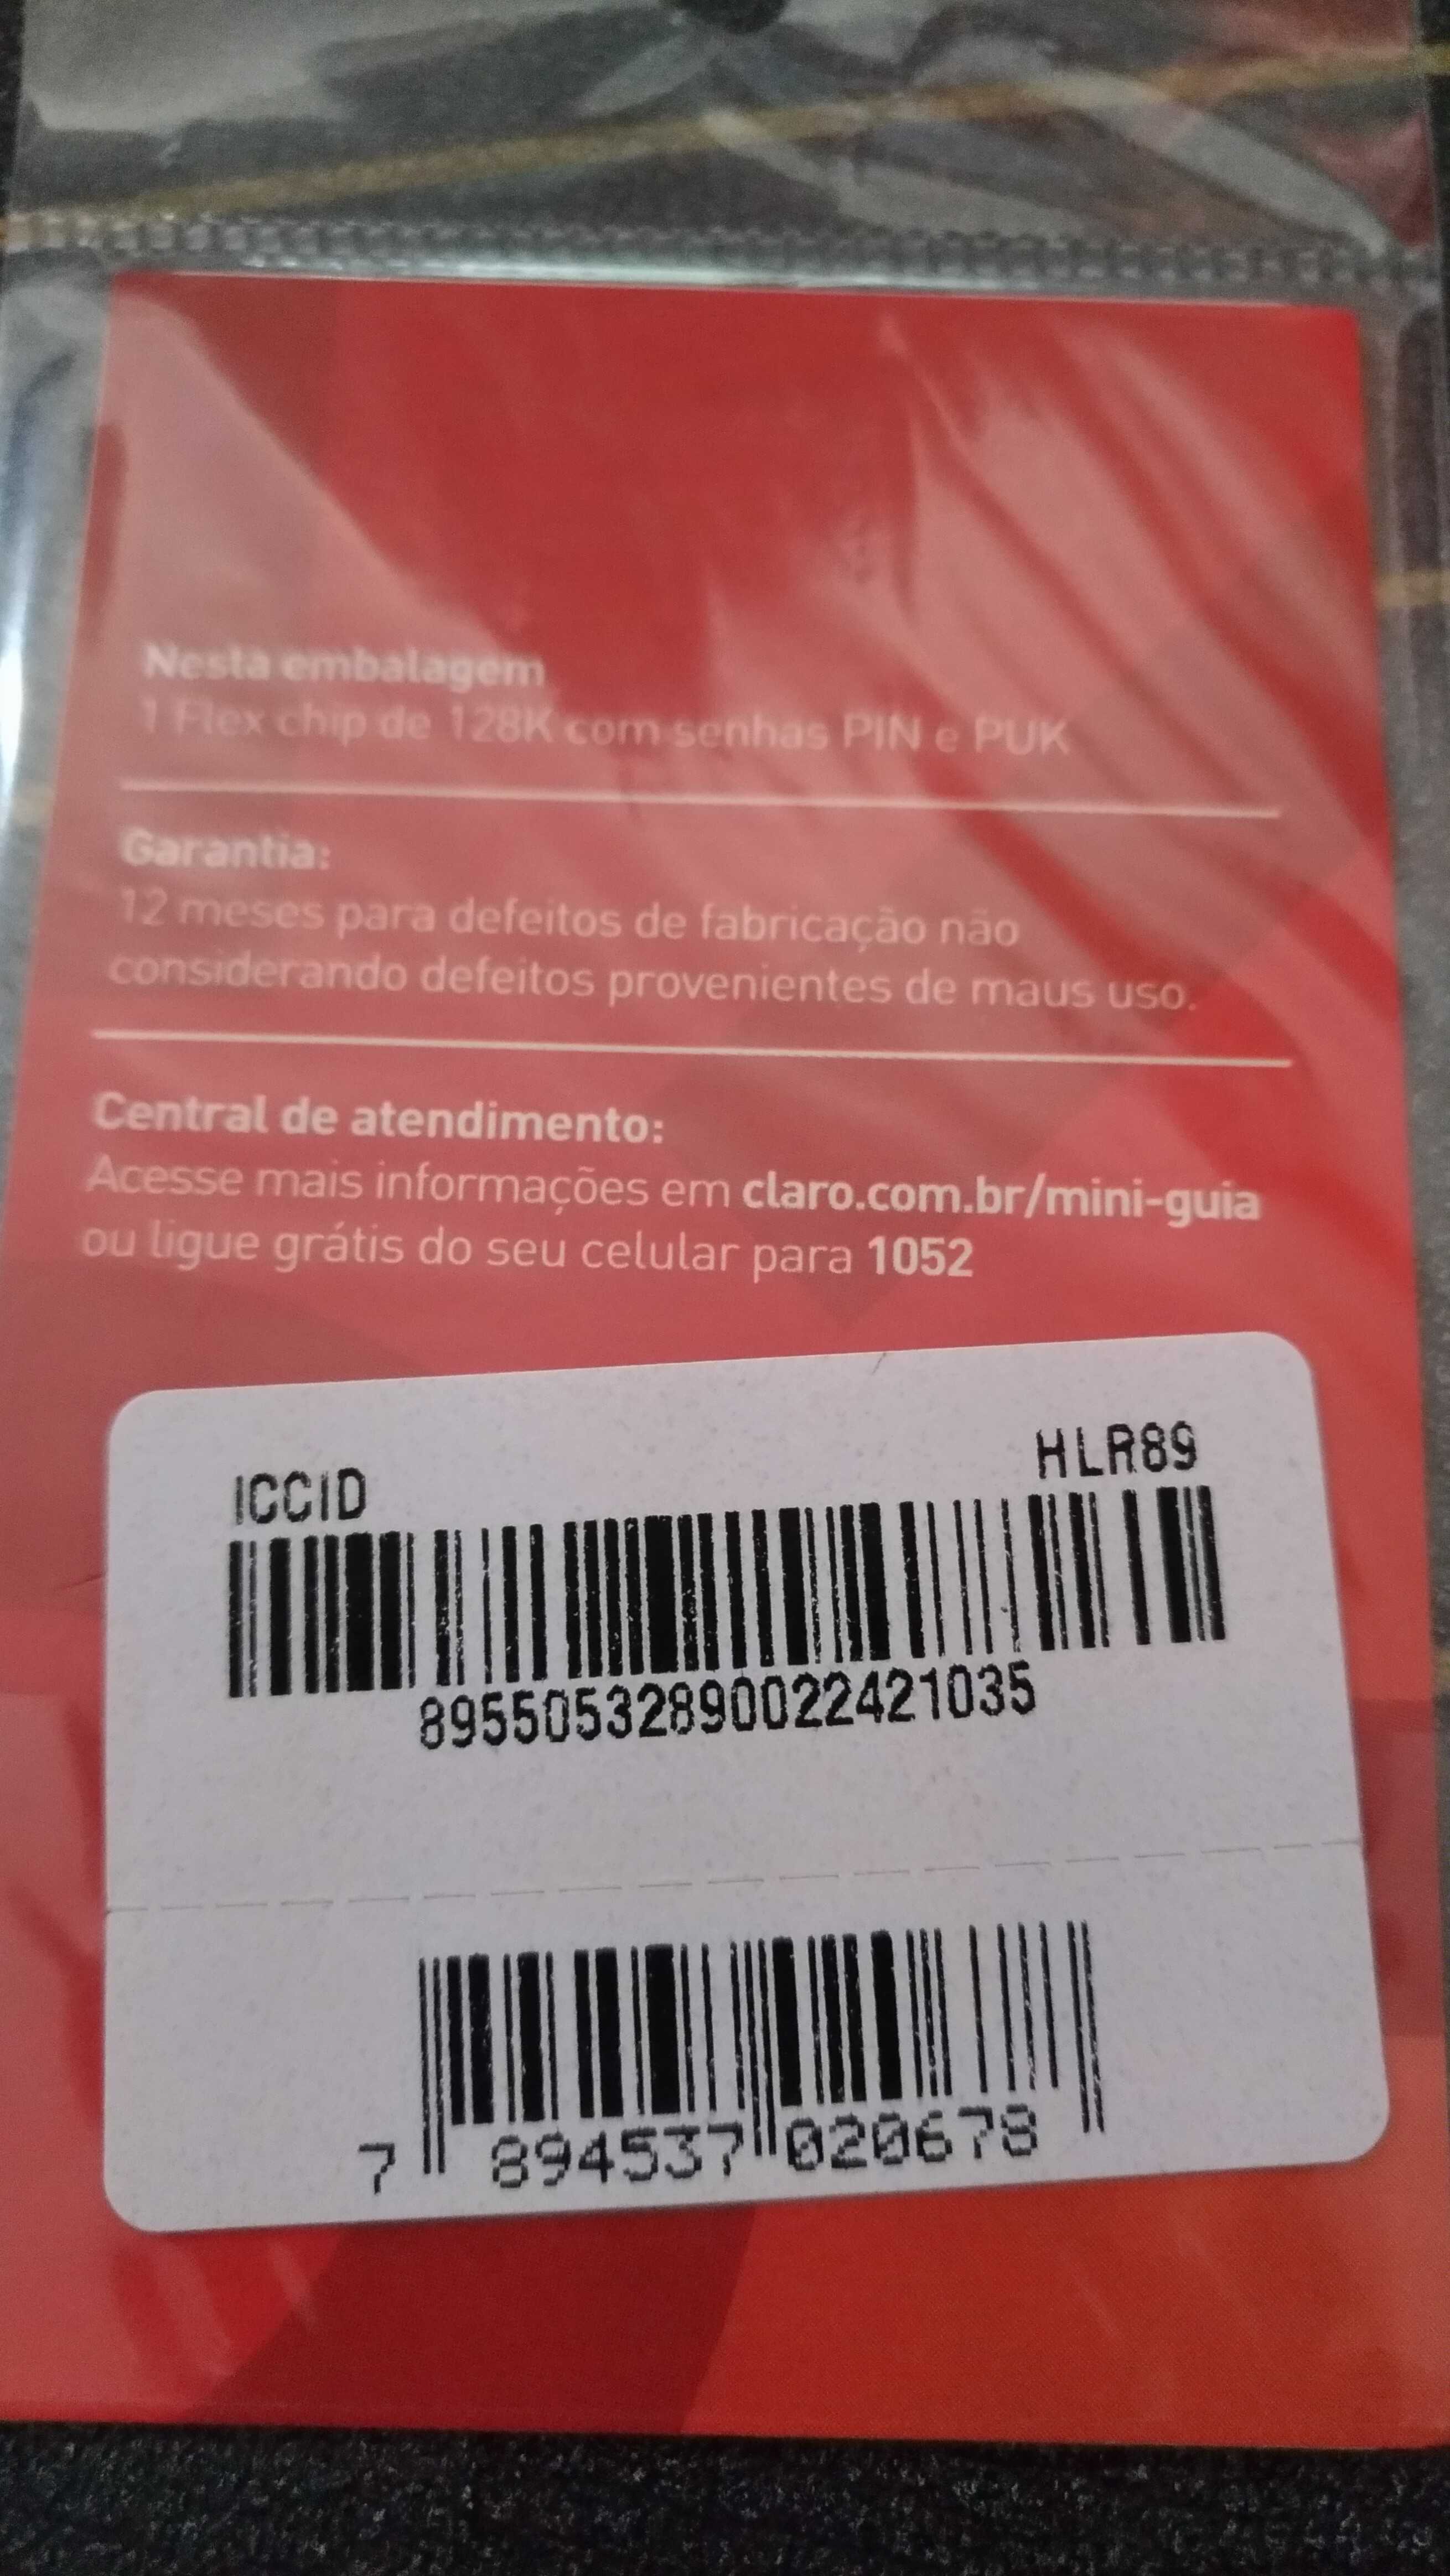 Nesta embalagem
1 Flex chip de 128K com senhas PIN e PUK
Garantia:
12 meses para defeitos de fabricação não
considerando defeitos provenientes de maus uso.
Central de atendimento:
Acesse mais informações em claro.com.br/mini-guia
ou ligue grátis do seu celular para 1052
ICCID HLR89
89550532890022421035
7 894537 020678